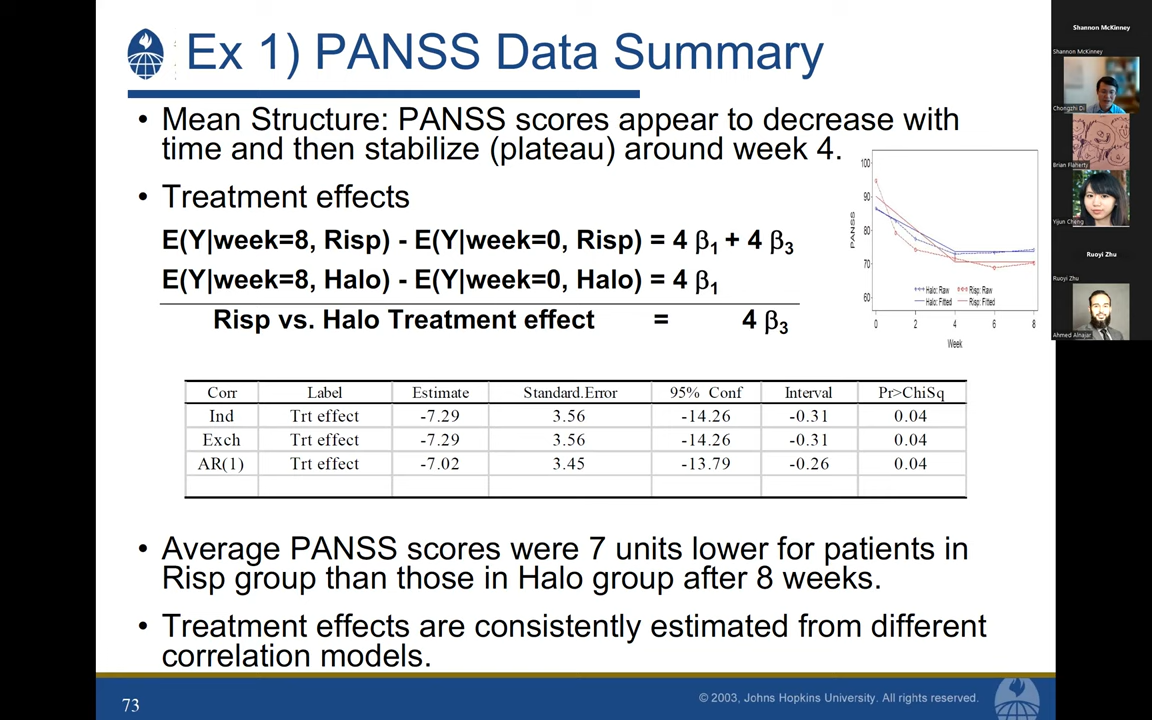 Ex 1) PANSS Data Summary
• Mean Structure: PANSS scores appear to decrease with
time and then stabilize (plateau) around week 4.
• Treatment effects
E(Y|week=8, Risp) - E(Y|week=0, Risp) = 4 β1 + 4 β3
E(Y|week=8, Halo) - E(Y|week=0, Halo) = 4 β1
Risp vs. Halo Treatment effect = 4 β3
100
90
80
70
60
PANSS
Halo: Raw Risp: Raw
Halo: Fitted Risp: Fitted
0 2 4 6 8
Week
Corr Label Estimate Standard.Error 95% Conf Interval Pr>ChiSq
Ind Trt effect -7.29 3.56 -14.26 -0.31 0.04
Exch Trt effect -7.29 3.56 -14.26 -0.31 0.04
AR(1) Trt effect -7.02 3.45 -13.79 -0.26 0.04
• Average PANSS scores were 7 units lower for patients in
Risp group than those in Halo group after 8 weeks.
• Treatment effects are consistently estimated from different
correlation models.
73
© 2003, Johns Hopkins University. All rights reserved.
Shannon McKinney
Shannon McKinney
Chongzhi Di
Brian Flaherty
Yijun Cheng
Ruoyi Zhu
Ruoyi Zhu
Ahmed Alnajar